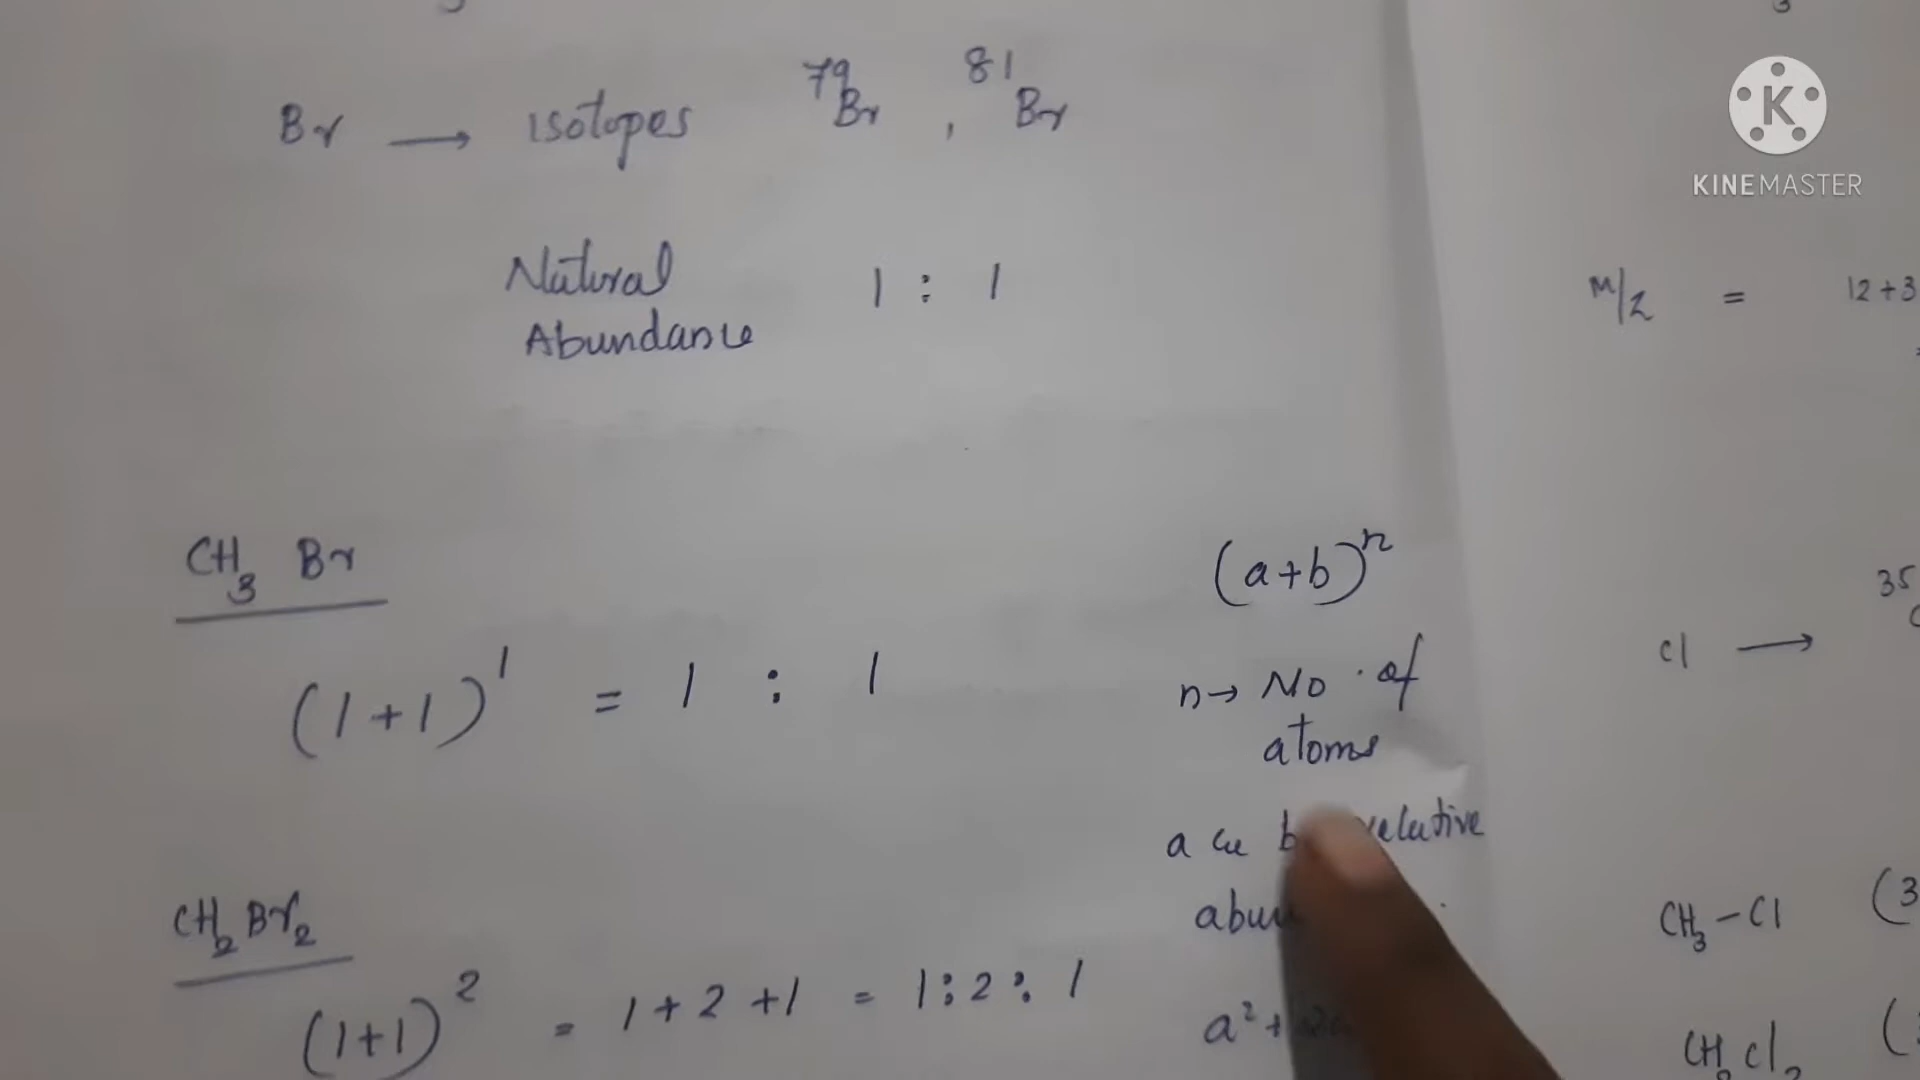 Br → isotopes ⁷⁹Br , ⁸¹Br
Natural Abundance 1 : 1
CH₃ Br
(1+1)¹ = 1 : 1
CH₂Br₂
(1+1)² = 1+2+1 = 1:2:1
(a+b)ⁿ
n→ No. of
atoms
a b relative
a² +
KINEMASTER
m/z = 12+3
Cl → 35
CH₃-Cl (3
CH₂Cl₂ (